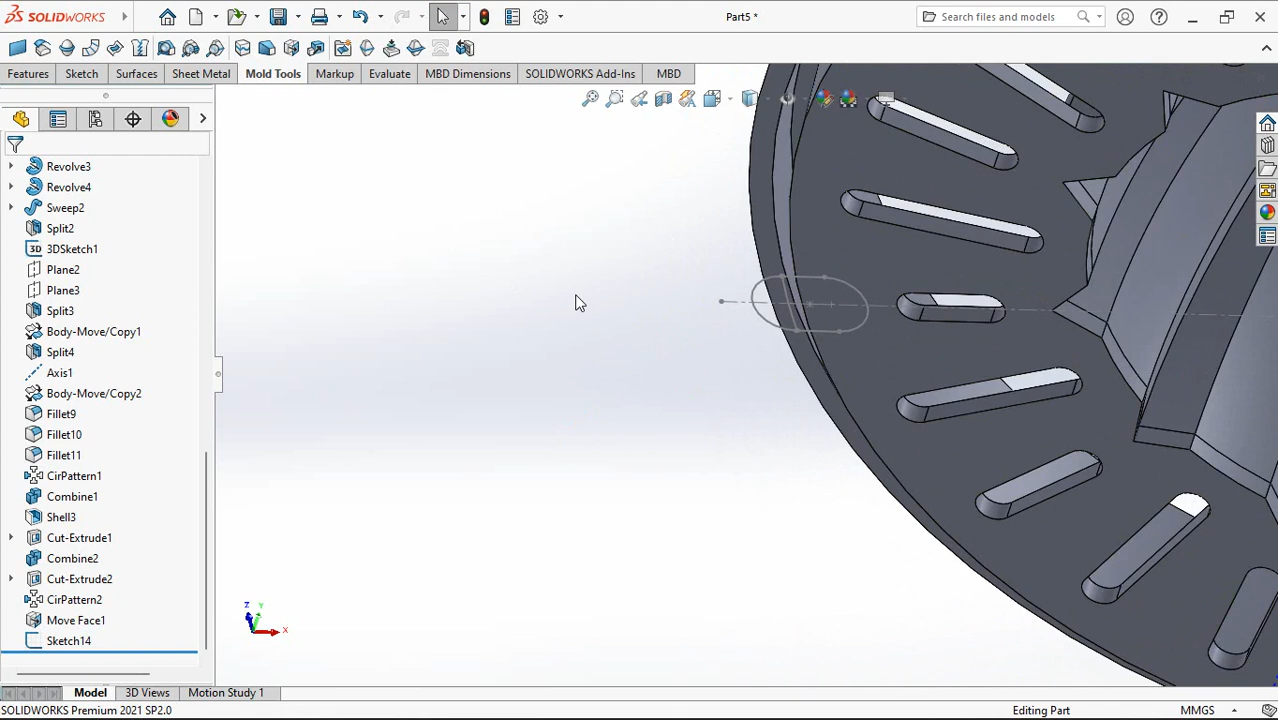 SOLIDWORKS
Part5 *
Search files and models
Features
Sketch
Surfaces
Sheet Metal
Mold Tools
Markup
Evaluate
MBD Dimensions
SOLIDWORKS Add-Ins
MBD
Revolve3
Revolve4
Sweep2
Split2
3D 3DSketch1
Plane2
Plane3
Split3
Body-Move/Copy1
Split4
Axis1
Body-Move/Copy2
Fillet9
Fillet10
Fillet11
CirPattern1
Combine1
Shell3
Cut-Extrude1
Combine2
Cut-Extrude2
CirPattern2
Move Face1
Sketch14
Z Y
X
Model
3D Views
Motion Study 1
SOLIDWORKS Premium 2021 SP2.0
Editing Part
MMGS